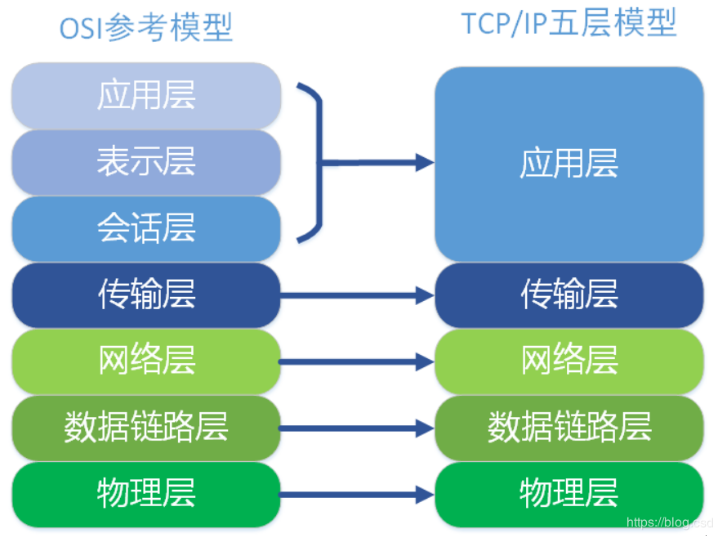 OSI参考模型
TCP/IP五层模型
应用层
表示层
会话层
传输层
网络层
数据链路层
物理层
应用层
传输层
网络层
数据链路层
物理层
https://blog.csd